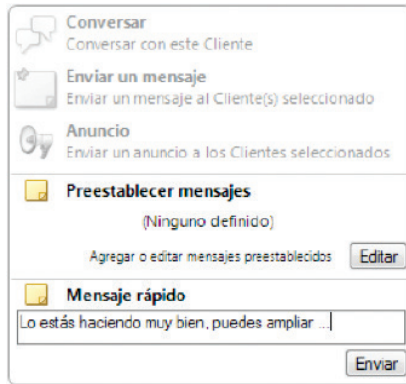 Conversar
Conversar con este Cliente
Enviar un mensaje
Enviar un mensaje al Cliente(s) seleccionado
Anuncio
Enviar un anuncio a los Clientes seleccionados
Preestablecer mensajes
(Ninguno definido)
Agregar o editar mensajes preestablecidos
Editar
Mensaje rápido
Lo estás haciendo muy bien, puedes ampliar ...
Enviar